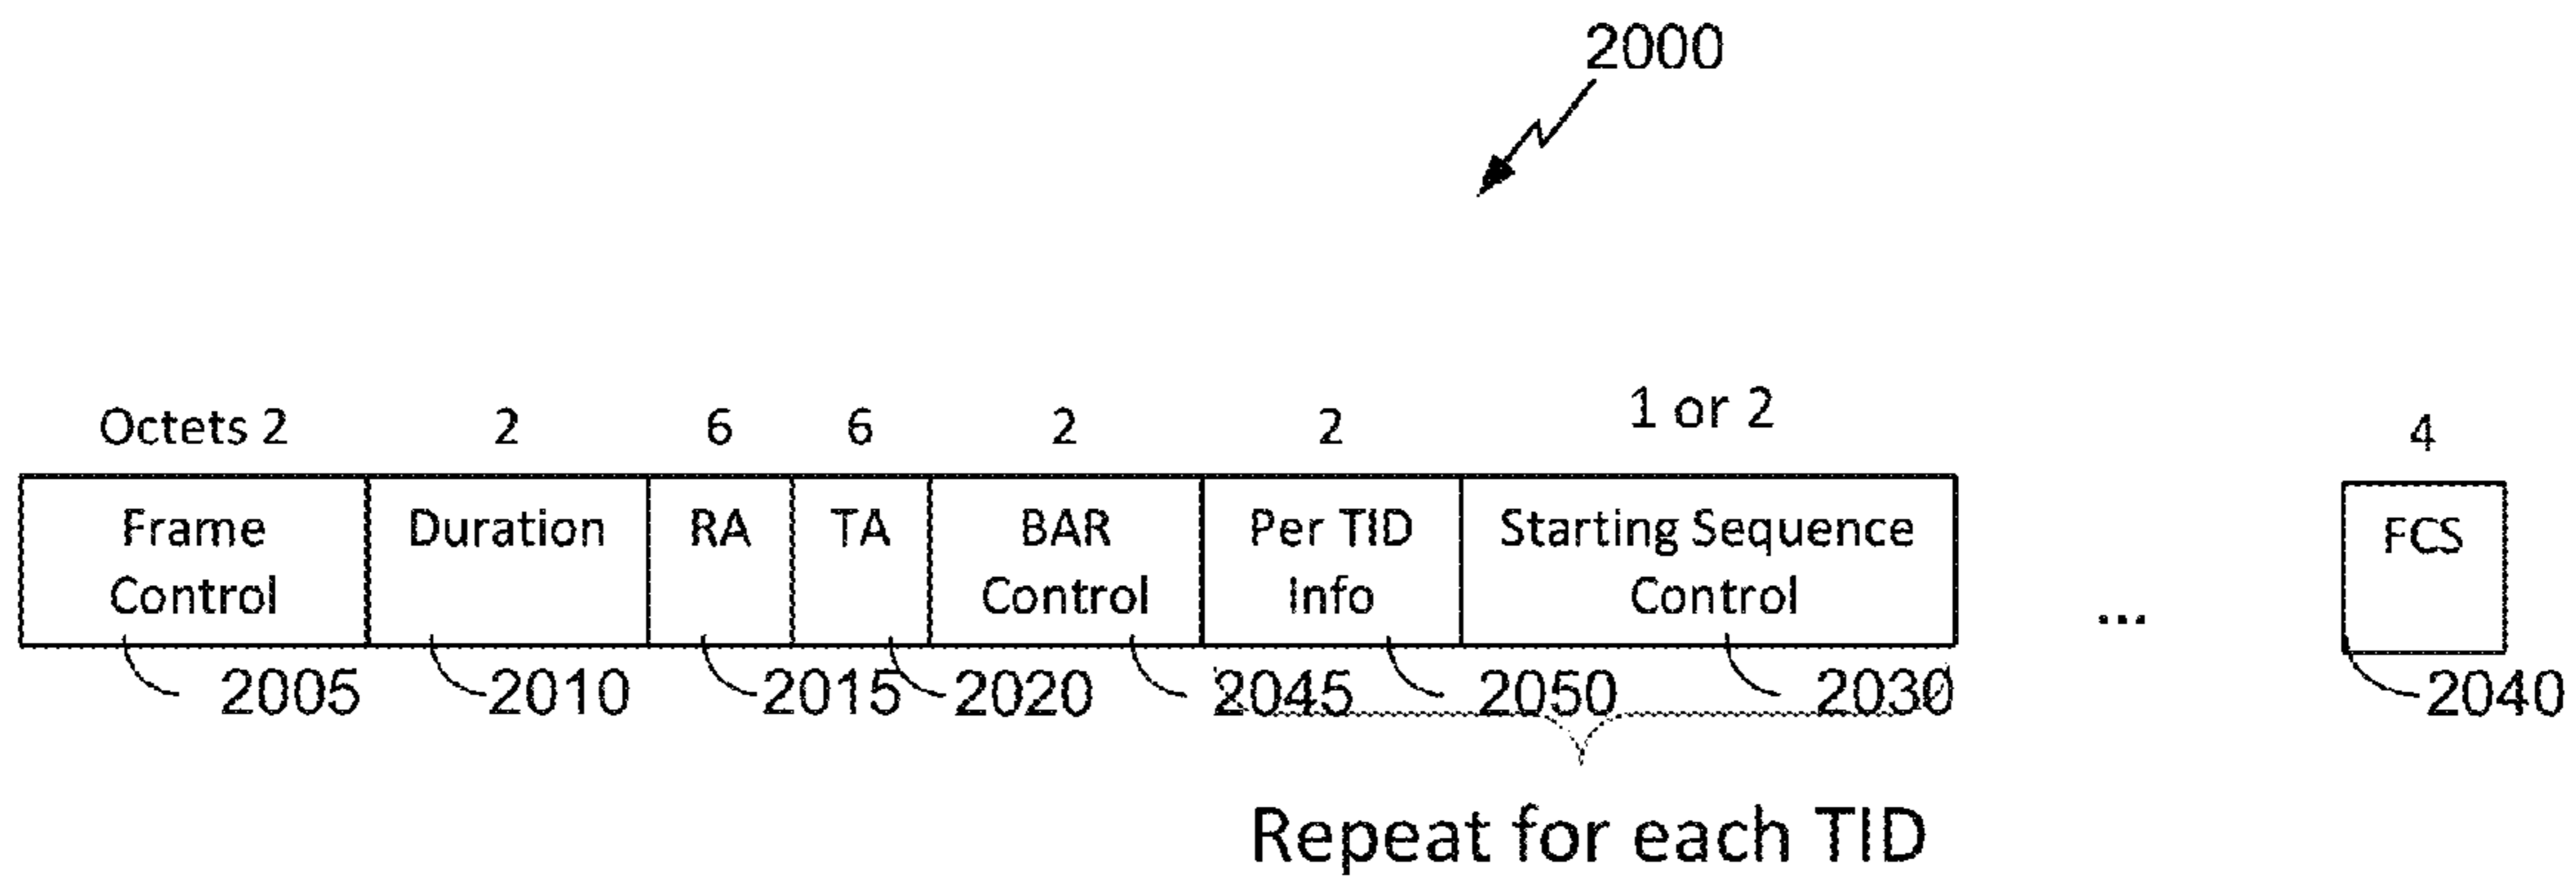 2000
Octets 2 2 6 6 2 2 1 or 2 4
Frame Control Duration RA TA BAR Control Per TID Info Starting Sequence Control ... FCS
2005 2010 2015 2020 2045 2050 2030 2040
Repeat for each TID